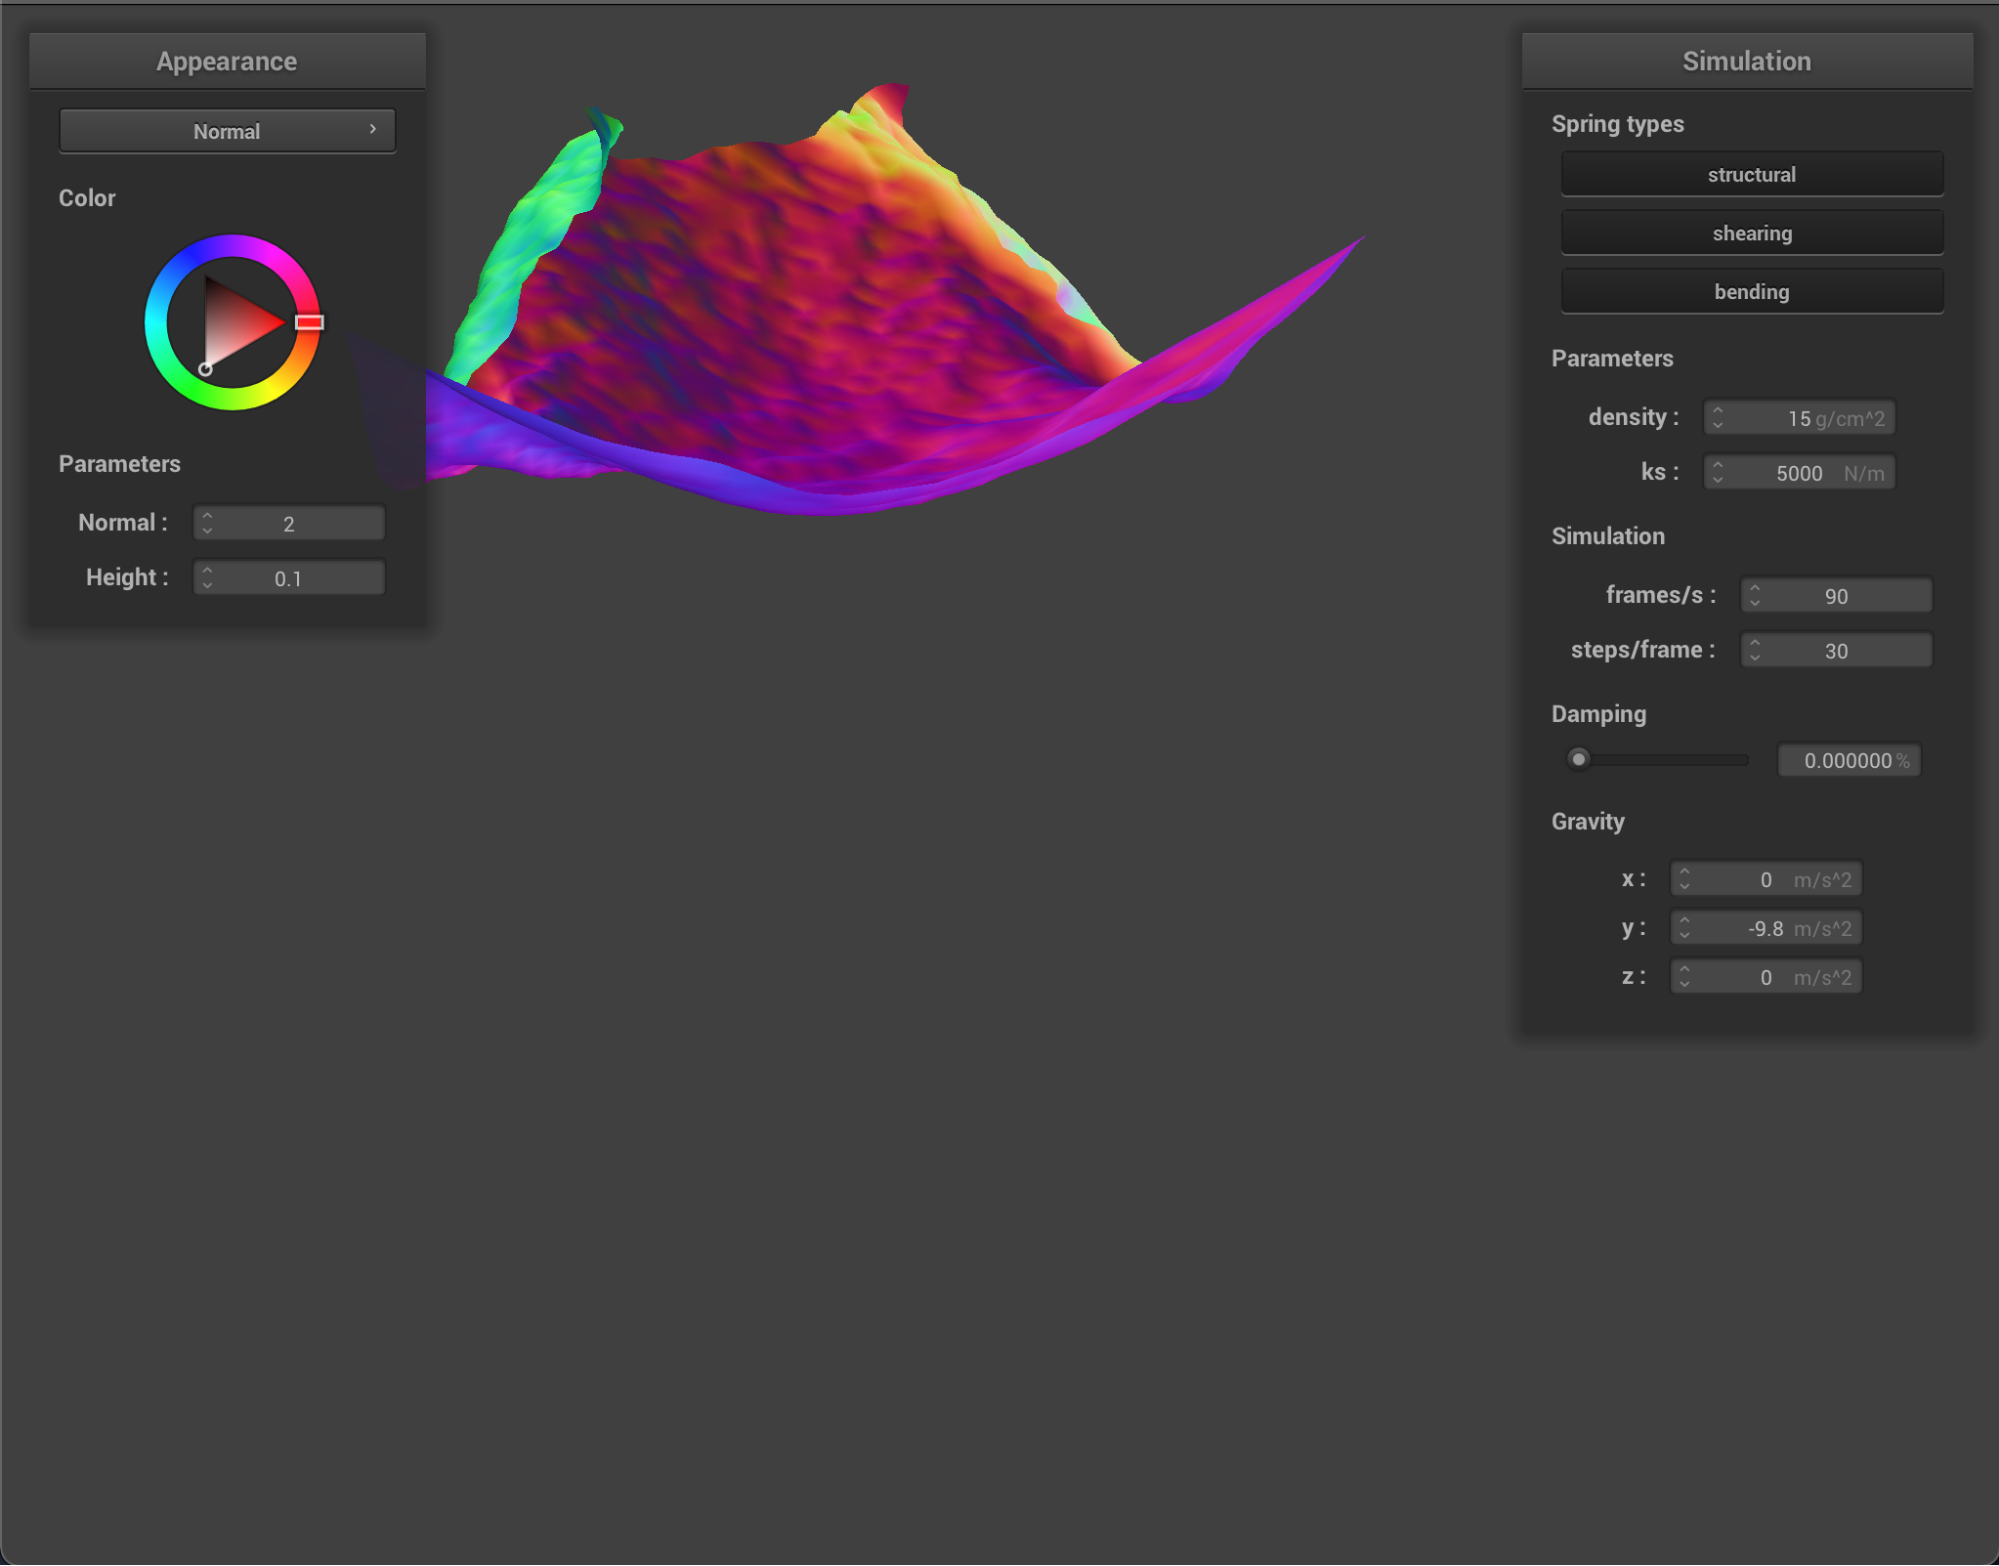 Appearance
Normal
Color
Parameters
Normal : 2
Height : 0.1
Simulation
Spring types
structural
shearing
bending
Parameters
density : 15 g/cm^2
ks : 5000 N/m
Simulation
frames/s : 90
steps/frame : 30
Damping
0.000000 %
Gravity
x : 0 m/s^2
y : -9.8 m/s^2
z : 0 m/s^2